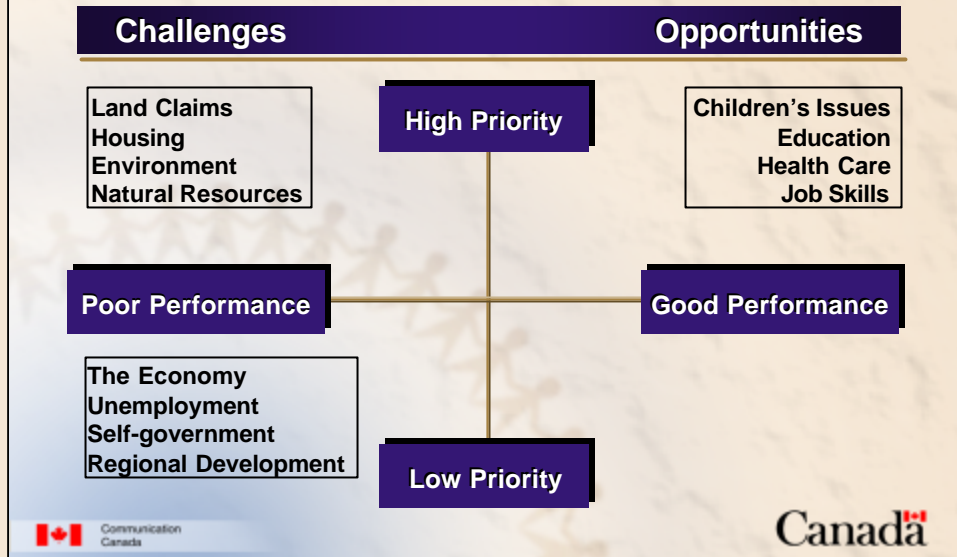 Challenges Opportunities
Land Claims
Housing
Environment
Natural Resources
High Priority
Children's Issues
Education
Health Care
Job Skills
Poor Performance
Good Performance
The Economy
Unemployment
Self-government
Regional Development
Low Priority
Communication
Canada
Canada